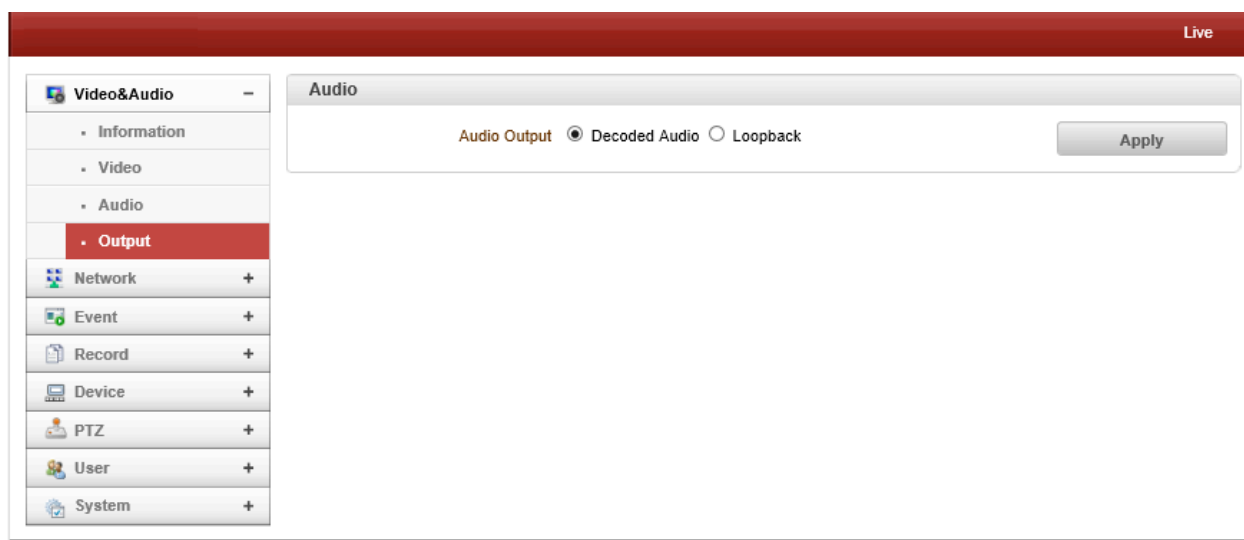 Live
Video&Audio
Information
Video
Audio
Output
Network
Event
Record
Device
PTZ
User
System
Audio
Audio Output Decoded Audio Loopback
Apply